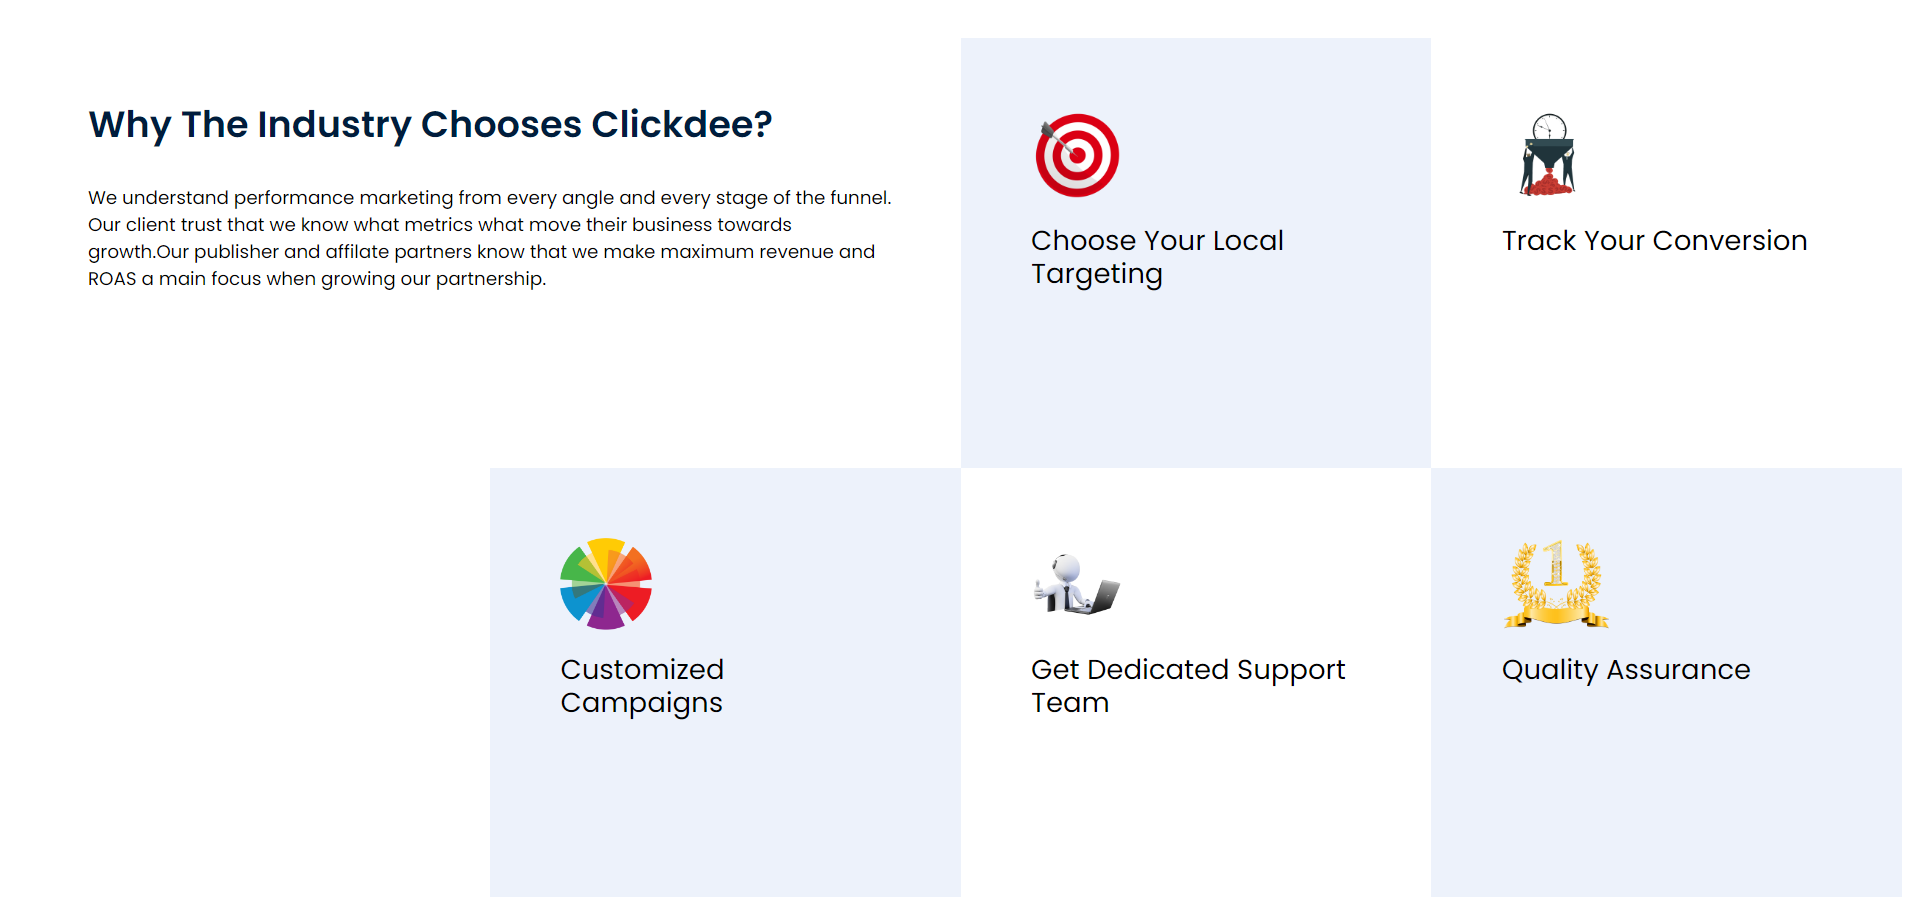 Why The Industry Chooses Clickdee?
We understand performance marketing from every angle and every stage of the funnel.
Our client trust that we know what metrics what move their business towards
growth.Our publisher and affilate partners know that we make maximum revenue and
ROAS a main focus when growing our partnership.
Choose Your Local
Targeting
Track Your Conversion
Customized
Campaigns
Get Dedicated Support
Team
1
Quality Assurance